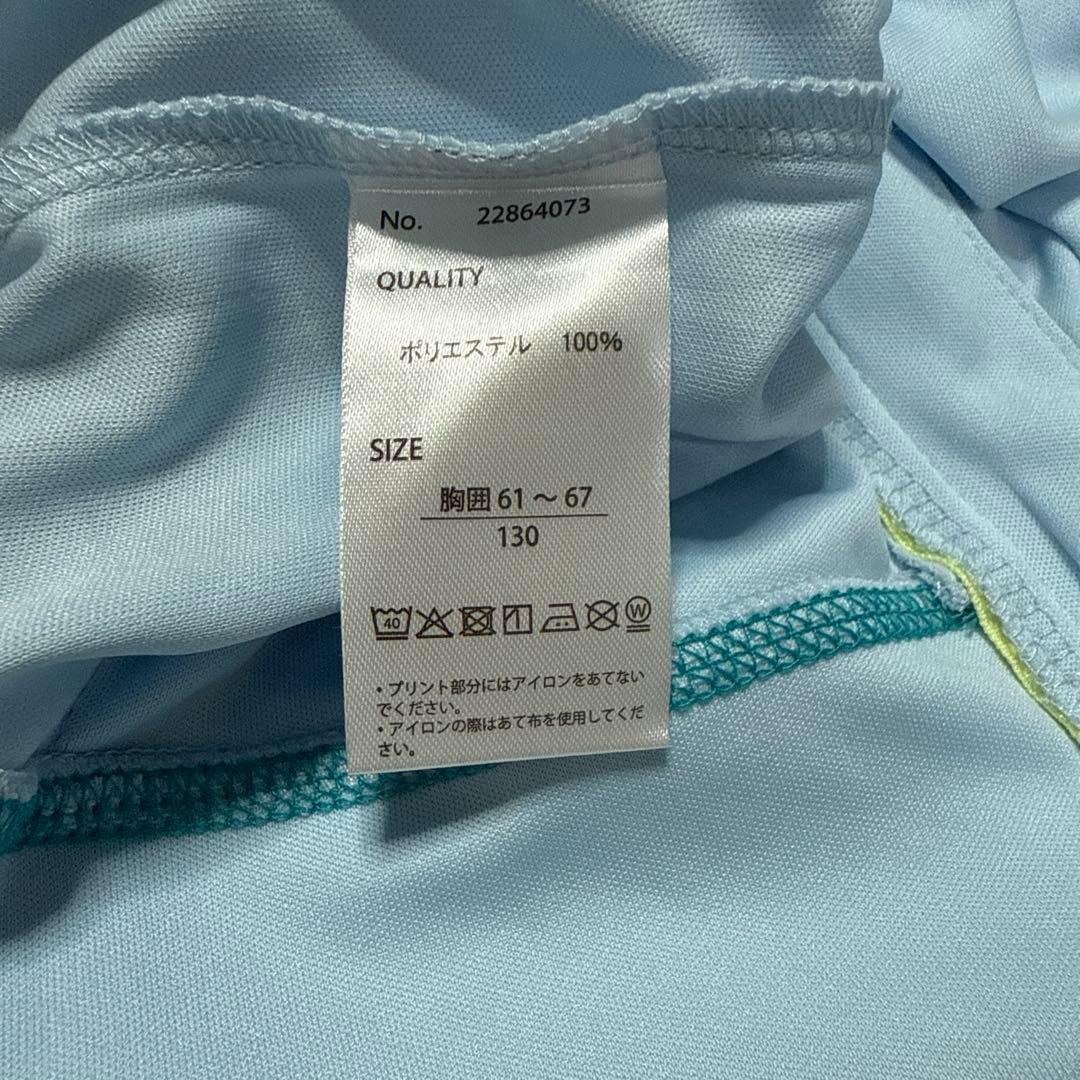 No. 22864073
QUALITY
ポリエステル 100%
SIZE
胸囲 61 〜 67
130
40 1 W
・プリント部分にはアイロンをあてない
でください。
・アイロンの際はあて布を使用してくだ
さい。